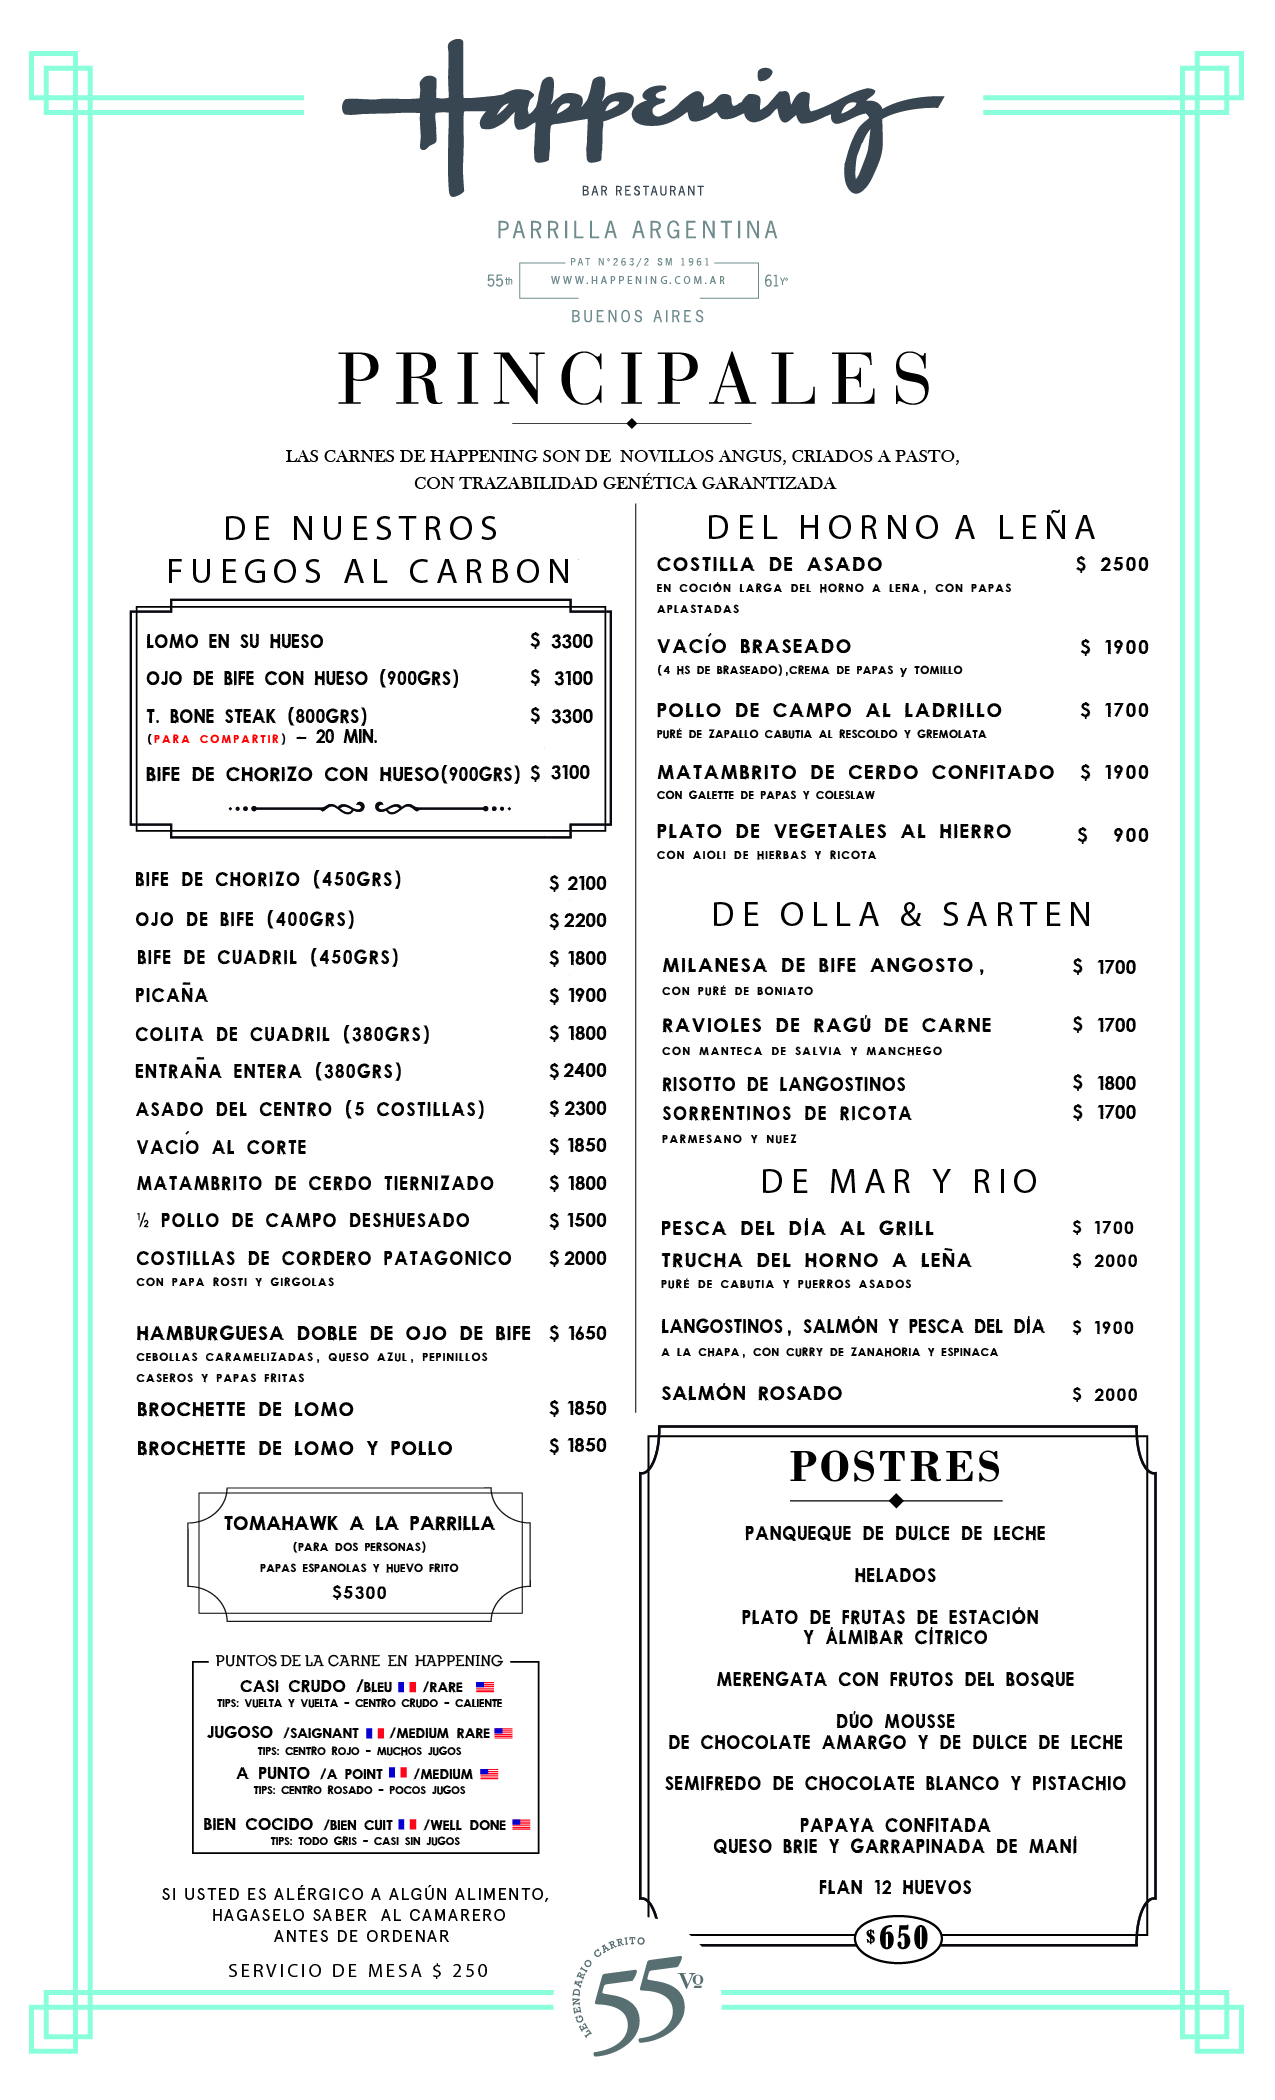 Happening
BAR RESTAURANT
PARRILLA ARGENTINA
PAT N°263/2 SM 1961
55th WWW.HAPPENING.COM.AR 61Yº
BUENOS AIRES
PRINCIPALES
LAS CARNES DE HAPPENING SON DE NOVILLOS ANGUS, CRIADOS A PASTO,
CON TRAZABILIDAD GENÉTICA GARANTIZADA
DE NUESTROS
FUEGOS AL CARBON
LOMO EN SU HUESO $ 3300
OJO DE BIFE CON HUESO (900GRS) $ 3100
T. BONE STEAK (800GRS) $ 3300
(PARA COMPARTIR) – 20 MIN.
BIFE DE CHORIZO CON HUESO(900GRS) $ 3100
BIFE DE CHORIZO (450GRS) $ 2100
OJO DE BIFE (400GRS) $ 2200
BIFE DE CUADRIL (450GRS) $ 1800
PICAÑA $ 1900
COLITA DE CUADRIL (380GRS) $ 1800
ENTRAÑA ENTERA (380GRS) $ 2400
ASADO DEL CENTRO (5 COSTILLAS) $ 2300
VACIÓ AL CORTE $ 1850
MATAMBRITO DE CERDO TIERNIZADO $ 1800
½ POLLO DE CAMPO DESHUESADO $ 1500
COSTILLAS DE CORDERO PATAGONICO $ 2000
CON PAPA ROSTI Y GIRGOLAS
HAMBURGUESA DOBLE DE OJO DE BIFE $ 1650
CEBOLLAS CARAMELIZADAS, QUESO AZUL, PEPINILLOS
CASEROS Y PAPAS FRITAS
BROCHETTE DE LOMO $ 1850
BROCHETTE DE LOMO Y POLLO $ 1850
TOMAHAWK A LA PARRILLA
(PARA DOS PERSONAS)
PAPAS ESPANOLAS Y HUEVO FRITO
$5300
PUNTOS DE LA CARNE EN HAPPENING
CASI CRUDO /BLEU /RARE
TIPS: VUELTA Y VUELTA - CENTRO CRUDO - CALIENTE
JUGOSO /SAIGNANT /MEDIUM RARE
TIPS: CENTRO ROJO - MUCHOS JUGOS
A PUNTO /A POINT /MEDIUM
TIPS: CENTRO ROSADO - POCOS JUGOS
BIEN COCIDO /BIEN CUIT /WELL DONE
TIPS: TODO GRIS - CASI SIN JUGOS
SI USTED ES ALÉRGICO A ALGÚN ALIMENTO,
HAGASELO SABER AL CAMARERO
ANTES DE ORDENAR
SERVICIO DE MESA $ 250
DEL HORNO A LEÑA
COSTILLA DE ASADO $ 2500
EN COCIÓN LARGA DEL HORNO A LEÑA, CON PAPAS
APLASTADAS
VACÍO BRASEADO $ 1900
(4 HS DE BRASEADO),CREMA DE PAPAS y TOMILLO
POLLO DE CAMPO AL LADRILLO $ 1700
PURÉ DE ZAPALLO CABUTIA AL RESCOLDO Y GREMOLATA
MATAMBRITO DE CERDO CONFITADO $ 1900
CON GALETTE DE PAPAS Y COLESLAW
PLATO DE VEGETALES AL HIERRO $ 900
CON AIOLI DE HIERBAS Y RICOTA
DE OLLA & SARTEN
MILANESA DE BIFE ANGOSTO, $ 1700
CON PURÉ DE BONIATO
RAVIOLES DE RAGÚ DE CARNE $ 1700
CON MANTECA DE SALVIA Y MANCHEGO
RISOTTO DE LANGOSTINOS $ 1800
SORRENTINOS DE RICOTA $ 1700
PARMESANO Y NUEZ
DE MAR Y RIO
PESCA DEL DÍA AL GRILL $ 1700
TRUCHA DEL HORNO A LEÑA $ 2000
PURÉ DE CABUTIA Y PUERROS ASADOS
LANGOSTINOS, SALMÓN Y PESCA DEL DÍA $ 1900
A LA CHAPA, CON CURRY DE ZANAHORIA Y ESPINACA
SALMÓN ROSADO $ 2000
POSTRES
PANQUEQUE DE DULCE DE LECHE
HELADOS
PLATO DE FRUTAS DE ESTACIÓN
Y ÁLMIBAR CÍTRICO
MERENGATA CON FRUTOS DEL BOSQUE
DÚO MOUSSE
DE CHOCOLATE AMARGO Y DE DULCE DE LECHE
SEMIFREDO DE CHOCOLATE BLANCO Y PISTACHIO
PAPAYA CONFITADA
QUESO BRIE Y GARRAPINADA DE MANÍ
FLAN 12 HUEVOS
$650
LEGENDARIO CARRITO
55 Vº